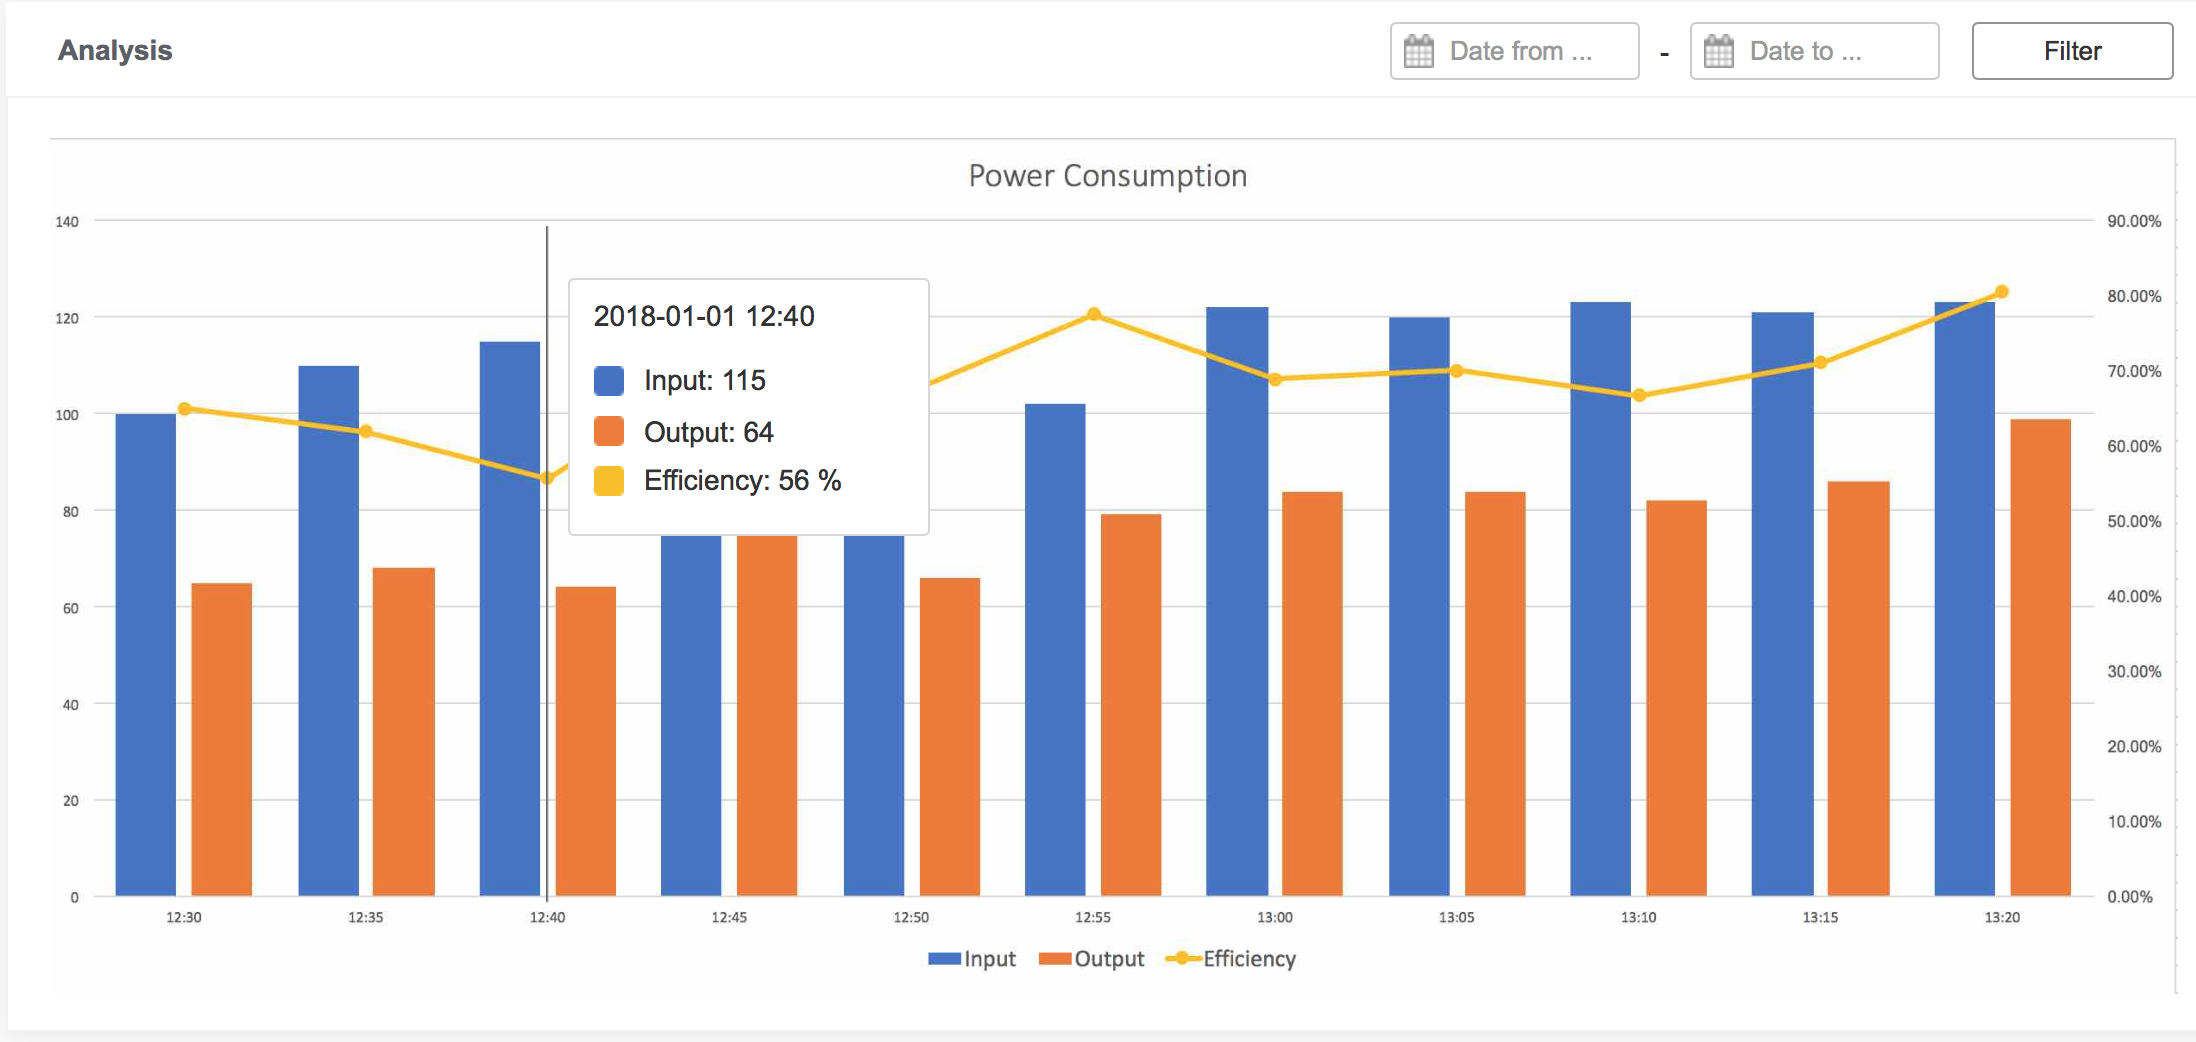 Analysis
Date from ... - Date to ... Filter
Power Consumption
140 90.00%
120 80.00%
100 70.00%
80 60.00%
60 50.00%
40 40.00%
20 30.00%
0 20.00%
10.00%
0.00%
2018-01-01 12:40
Input: 115
Output: 64
Efficiency: 56 %
12:30 12:35 12:40 12:45 12:50 12:55 13:00 13:05 13:10 13:15 13:20
Input Output Efficiency